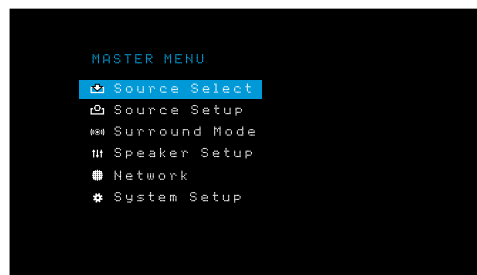 MASTER MENU
Source Select
Source Setup
Surround Mode
Speaker Setup
Network
System Setup